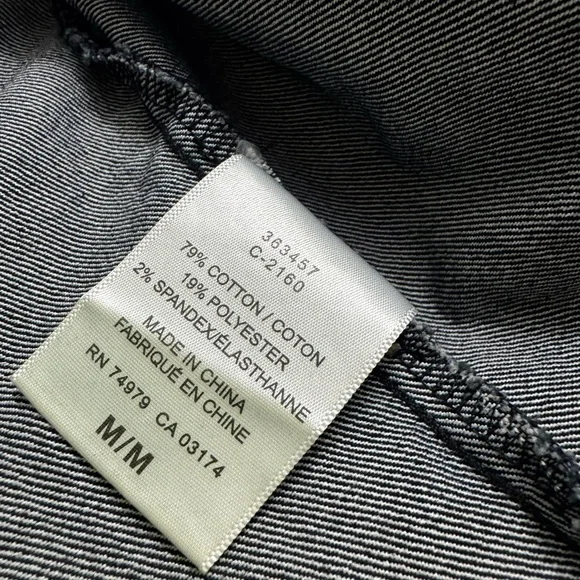 363457
C-2160
79% COTTON / COTON
19% POLYESTER
2% SPANDEX/ÉLASTHANNE
MADE IN CHINA
FABRIQUÉ EN CHINE
RN 74979 CA 03174
M/M